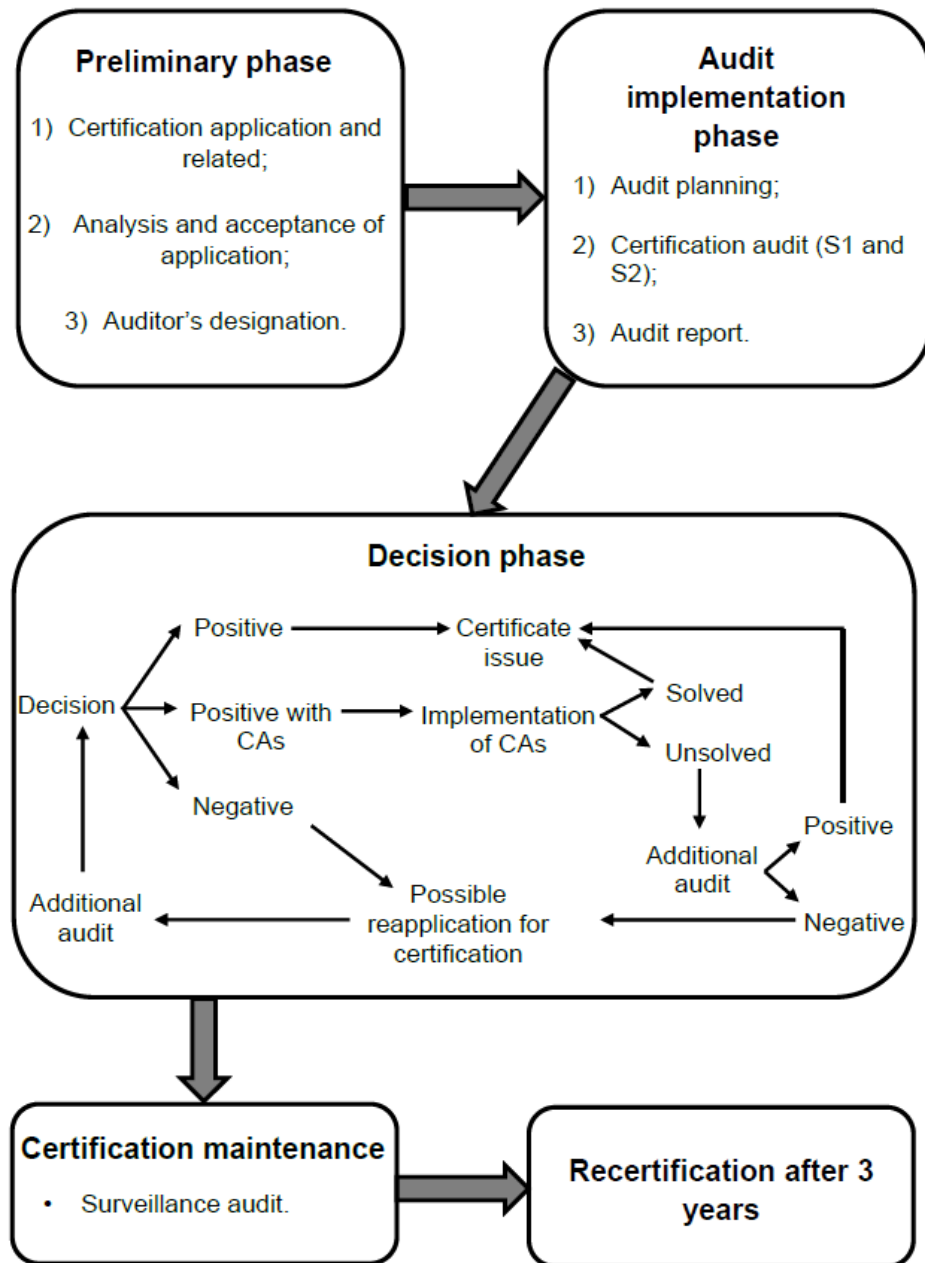 Preliminary phase
1) Certification application and
related;
2) Analysis and acceptance of
application;
3) Auditor's designation.
Audit
implementation
phase
1) Audit planning;
2) Certification audit (S1 and
S2);
3) Audit report.
Decision phase
Decision
Positive
Certificate
issue
Positive with
CAs
Implementation
of CAs
Solved
Unsolved
Negative
Additional
audit
Positive
Negative
Possible
reapplication for
certification
Additional
audit
Certification maintenance
• Surveillance audit.
Recertification after 3
years